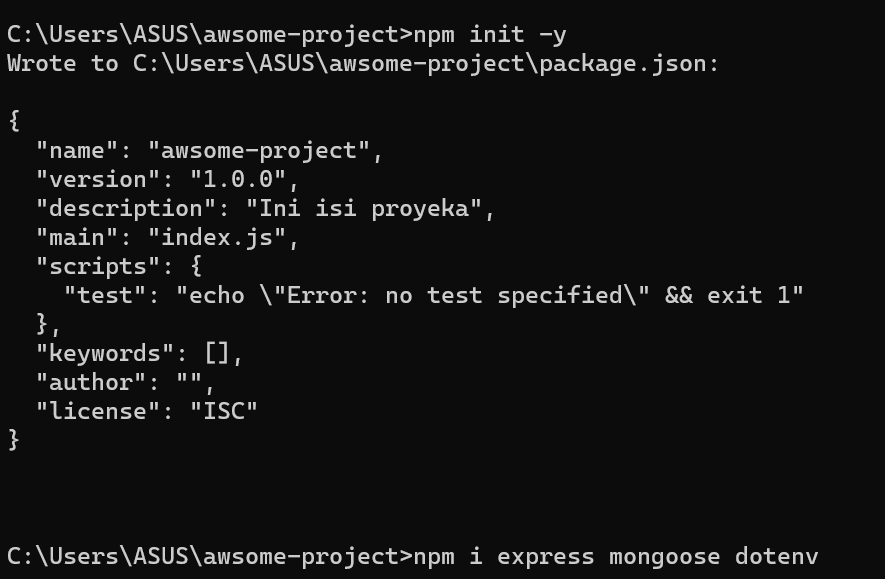 C:\Users\ASUS\awsome-project>npm init -y
Wrote to C:\Users\ASUS\awsome-project\package.json:
{
  "name": "awsome-project",
  "version": "1.0.0",
  "description": "Ini isi proyeka",
  "main": "index.js",
  "scripts": {
    "test": "echo \"Error: no test specified\" && exit 1"
  },
  "keywords": [],
  "author": "",
  "license": "ISC"
}
C:\Users\ASUS\awsome-project>npm i express mongoose dotenv